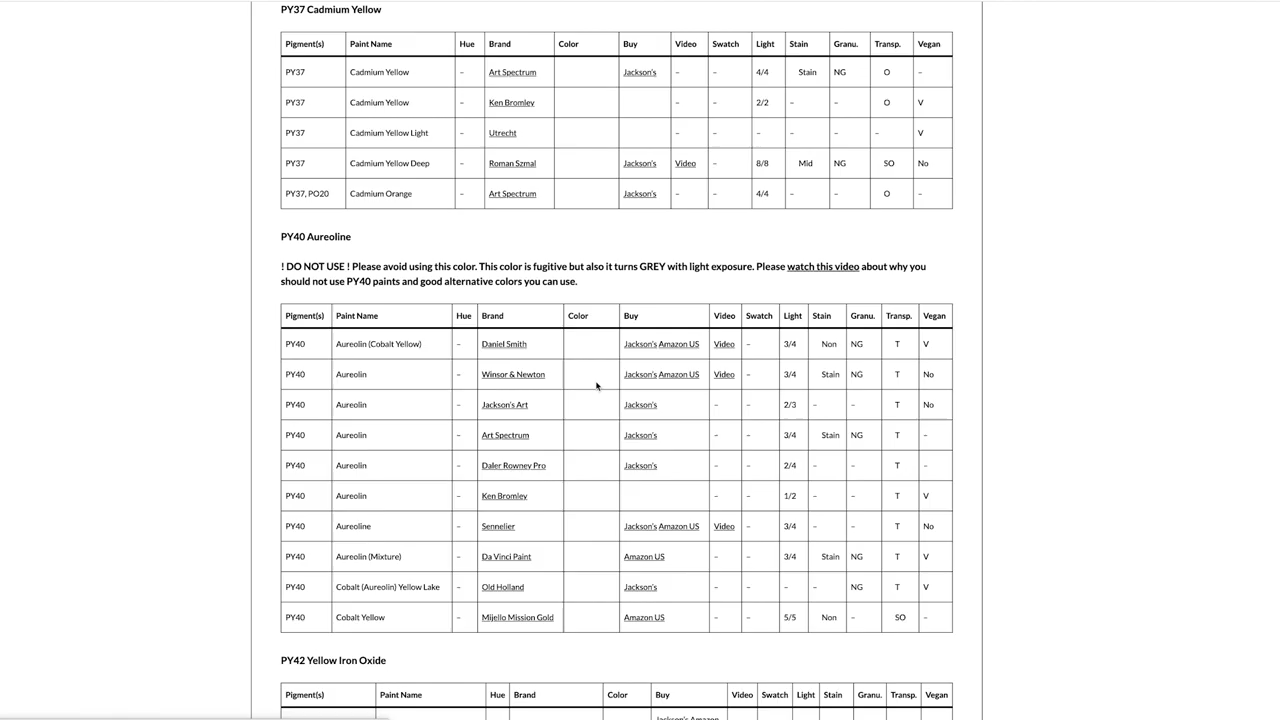 PY37 Cadmium Yellow
Pigment(s) Paint Name Hue Brand Color Buy Video Swatch Light Stain Granu. Transp. Vegan
PY37 Cadmium Yellow – Art Spectrum Jackson's – – 4/4 Stain NG O –
PY37 Cadmium Yellow – Ken Bromley – – 2/2 – – O V
PY37 Cadmium Yellow Light – Utrecht – – – – – – V
PY37 Cadmium Yellow Deep – Roman Szmal Jackson's Video – 8/8 Mid NG SO No
PY37, PO20 Cadmium Orange – Art Spectrum Jackson's – – 4/4 – – O –
PY40 Aureoline
! DO NOT USE ! Please avoid using this color. This color is fugitive but also it turns GREY with light exposure. Please watch this video about why you
should not use PY40 paints and good alternative colors you can use.
Pigment(s) Paint Name Hue Brand Color Buy Video Swatch Light Stain Granu. Transp. Vegan
PY40 Aureolin (Cobalt Yellow) – Daniel Smith Jackson's Amazon US Video – 3/4 Non NG T V
PY40 Aureolin – Winsor & Newton Jackson's Amazon US Video – 3/4 Stain NG T No
PY40 Aureolin – Jackson's Art Jackson's – – 2/3 – – T No
PY40 Aureolin – Art Spectrum Jackson's – – 3/4 Stain NG T –
PY40 Aureolin – Daler Rowney Pro Jackson's – – 2/4 – – T –
PY40 Aureolin – Ken Bromley – – 1/2 – – T V
PY40 Aureoline – Sennelier Jackson's Amazon US Video – 3/4 – – T No
PY40 Aureolin (Mixture) – Da Vinci Paint Amazon US – – 3/4 Stain NG T V
PY40 Cobalt (Aureolin) Yellow Lake – Old Holland Jackson's – – – – NG T V
PY40 Cobalt Yellow – Mijello Mission Gold Amazon US – – 5/5 Non – SO –
PY42 Yellow Iron Oxide
Pigment(s) Paint Name Hue Brand Color Buy Video Swatch Light Stain Granu. Transp. Vegan
Jackson's Amazon